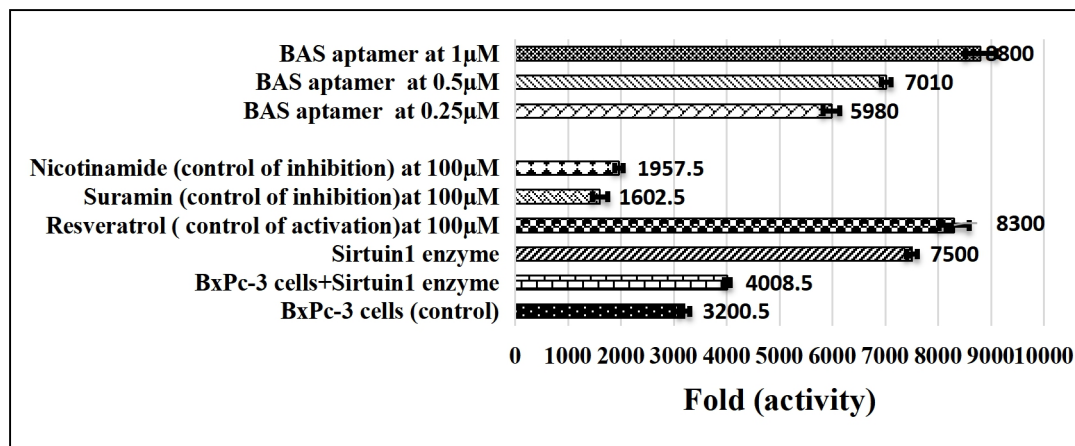 BAS aptamer at 1µM 8800
BAS aptamer at 0.5µM 7010
BAS aptamer at 0.25µM 5980
Nicotinamide (control of inhibition) at 100µM 1957.5
Suramin (control of inhibition)at 100µM 1602.5
Resveratrol ( control of activation)at 100µM 8300
Sirtuin1 enzyme 7500
BxPc-3 cells+Sirtuin1 enzyme 4008.5
BxPc-3 cells (control) 3200.5
0 1000 2000 3000 4000 5000 6000 7000 8000 9000 10000
Fold (activity)